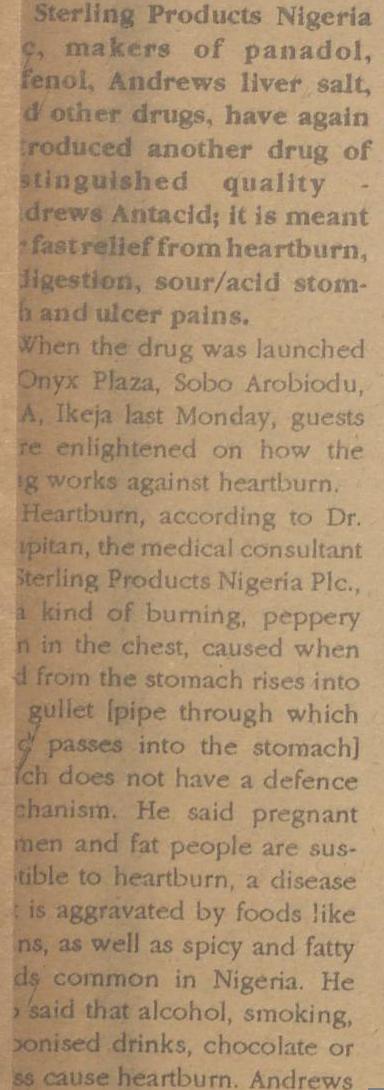 Sterling Products Nigeria
c, makers of panadol,
fenol, Andrews liver salt,
d other drugs, have again
troduced another drug of
stinguished quality -
drews Antacid; it is meant
fast relief from heartburn,
digestion, sour/acid stom-
h and ulcer pains.
When the drug was launched
Onyx Plaza, Sobo Arobiodu,
A, Ikeja last Monday, guests
re enlightened on how the
ug works against heartburn.
Heartburn, according to Dr.
pitan, the medical consultant
Sterling Products Nigeria Plc.,
a kind of burning, peppery
n in the chest, caused when
d from the stomach rises into
gullet [pipe through which
d passes into the stomach]
ich does not have a defence
chanism. He said pregnant
men and fat people are sus-
tible to heartburn, a disease
t is aggravated by foods like
ns, as well as spicy and fatty
ds common in Nigeria. He
o said that alcohol, smoking,
bonised drinks, chocolate or
ss cause heartburn. Andrews